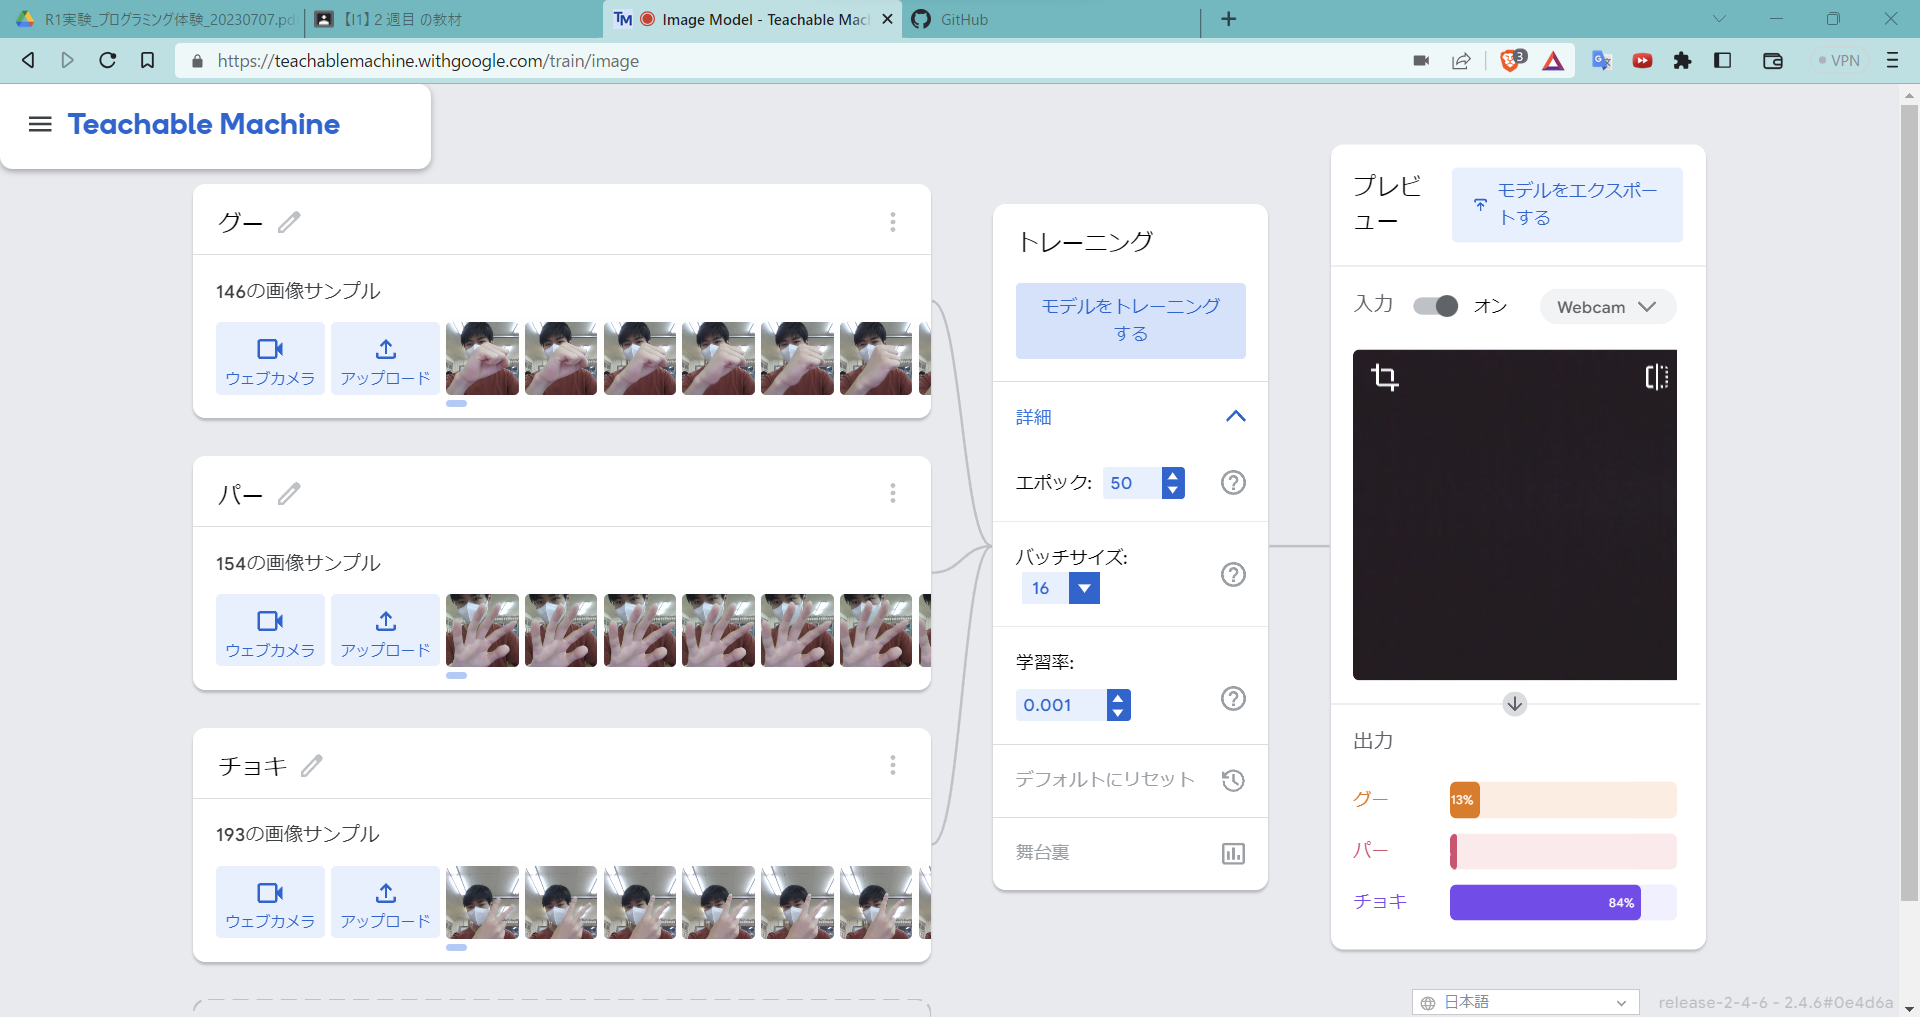 R1実験_プログラミング体験_20230707.pd
【I1】２週目 の教材
TM Image Model - Teachable Mac
GitHub
https://teachablemachine.withgoogle.com/train/image
3
VPN
Teachable Machine
グー
146の画像サンプル
ウェブカメラ
アップロード
パー
154の画像サンプル
ウェブカメラ
アップロード
チョキ
193の画像サンプル
ウェブカメラ
アップロード
トレーニング
モデルをトレーニング
する
詳細
エポック: 50
バッチサイズ:
16
学習率:
0.001
デフォルトにリセット
舞台裏
プレビ
ュー
モデルをエクスポー
トする
入力 オン Webcam
出力
グー 13%
パー
チョキ 84%
日本語
release-2-4-6 - 2.4.6#0e4d6a